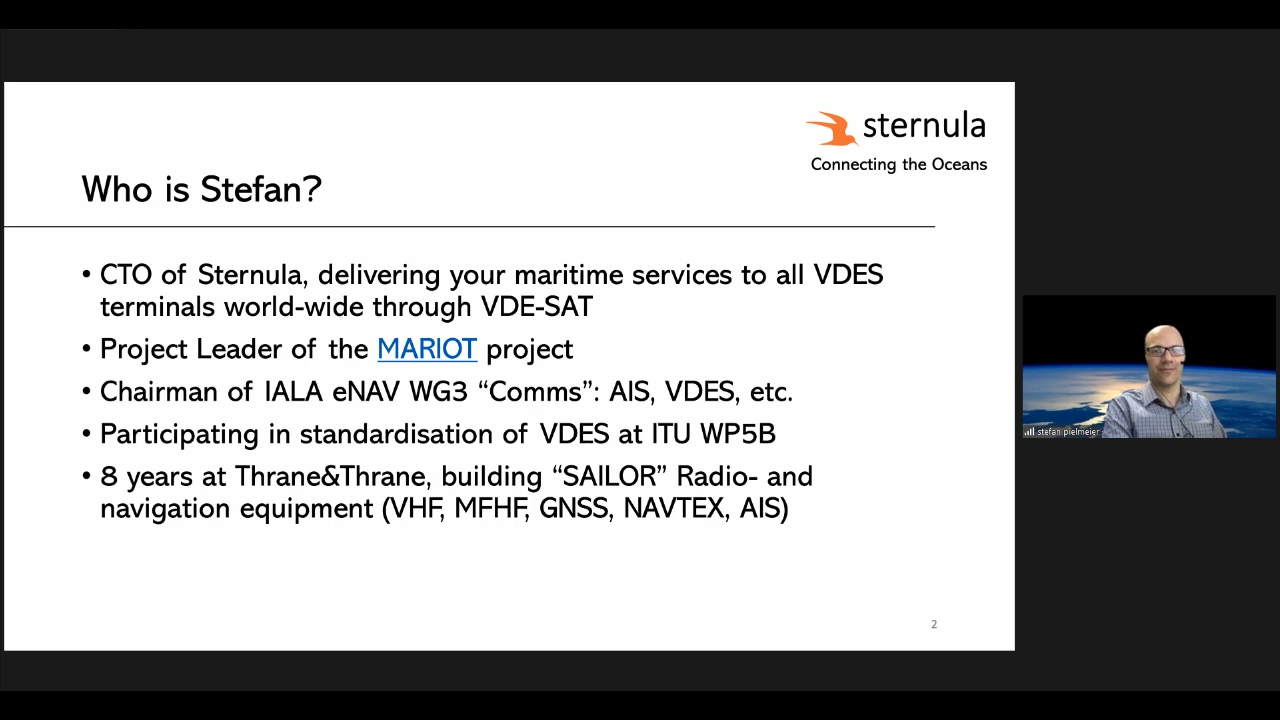 sternula
Connecting the Oceans
Who is Stefan?
• CTO of Sternula, delivering your maritime services to all VDES
terminals world-wide through VDE-SAT
• Project Leader of the MARIOT project
• Chairman of IALA eNAV WG3 “Comms”: AIS, VDES, etc.
• Participating in standardisation of VDES at ITU WP5B
• 8 years at Thrane&Thrane, building “SAILOR” Radio- and
navigation equipment (VHF, MFHF, GNSS, NAVTEX, AIS)
2
stefan pielmeier